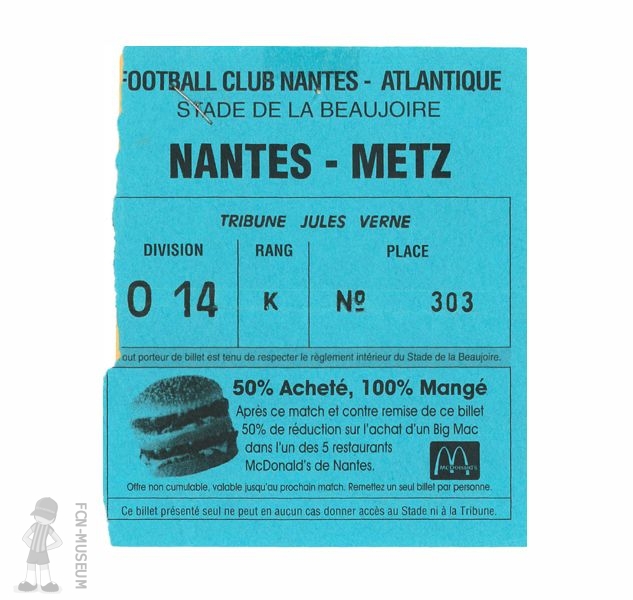 FOOTBALL CLUB NANTES - ATLANTIQUE
STADE DE LA BEAUJOIRE
NANTES - METZ
TRIBUNE JULES VERNE
DIVISION RANG PLACE
O 14 K Nº 303
out porteur de billet est tenu de respecter le règlement intérieur du Stade de la Beaujoire.
50% Acheté, 100% Mangé
Après ce match et contre remise de ce billet
50% de réduction sur l'achat d'un Big Mac
dans l'un des 5 restaurants
McDonald's de Nantes.
McDonald's
Offre non cumulable, valable jusqu'au prochain match. Remettez un seul billet par personne.
Ce billet présenté seul ne peut en aucun cas donner accès au Stade ni à la Tribune.
FCN-MUSEUM